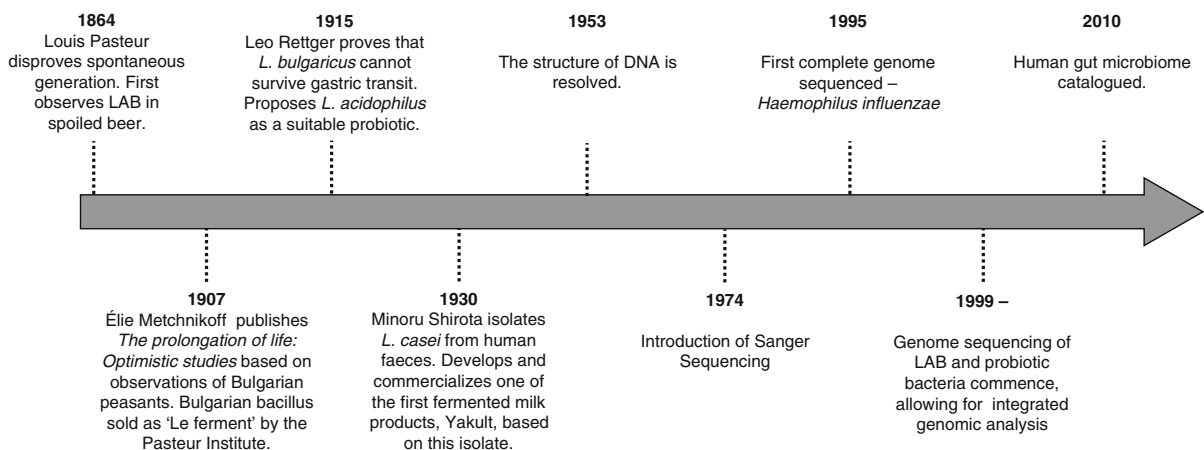 1864
Louis Pasteur
disproves spontaneous
generation. First
observes LAB in
spoiled beer.
1915
Leo Rettger proves that
L. bulgaricus cannot
survive gastric transit.
Proposes L. acidophilus
as a suitable probiotic.
1953
The structure of DNA is
resolved.
1995
First complete genome
sequenced –
Haemophilus influenzae
2010
Human gut microbiome
catalogued.
1907
Élie Metchnikoff publishes
The prolongation of life:
Optimistic studies based on
observations of Bulgarian
peasants. Bulgarian bacillus
sold as ‘Le ferment’ by the
Pasteur Institute.
1930
Minoru Shirota isolates
L. casei from human
faeces. Develops and
commercializes one of
the first fermented milk
products, Yakult, based
on this isolate.
1974
Introduction of Sanger
Sequencing
1999 –
Genome sequencing of
LAB and probiotic
bacteria commence,
allowing for integrated
genomic analysis